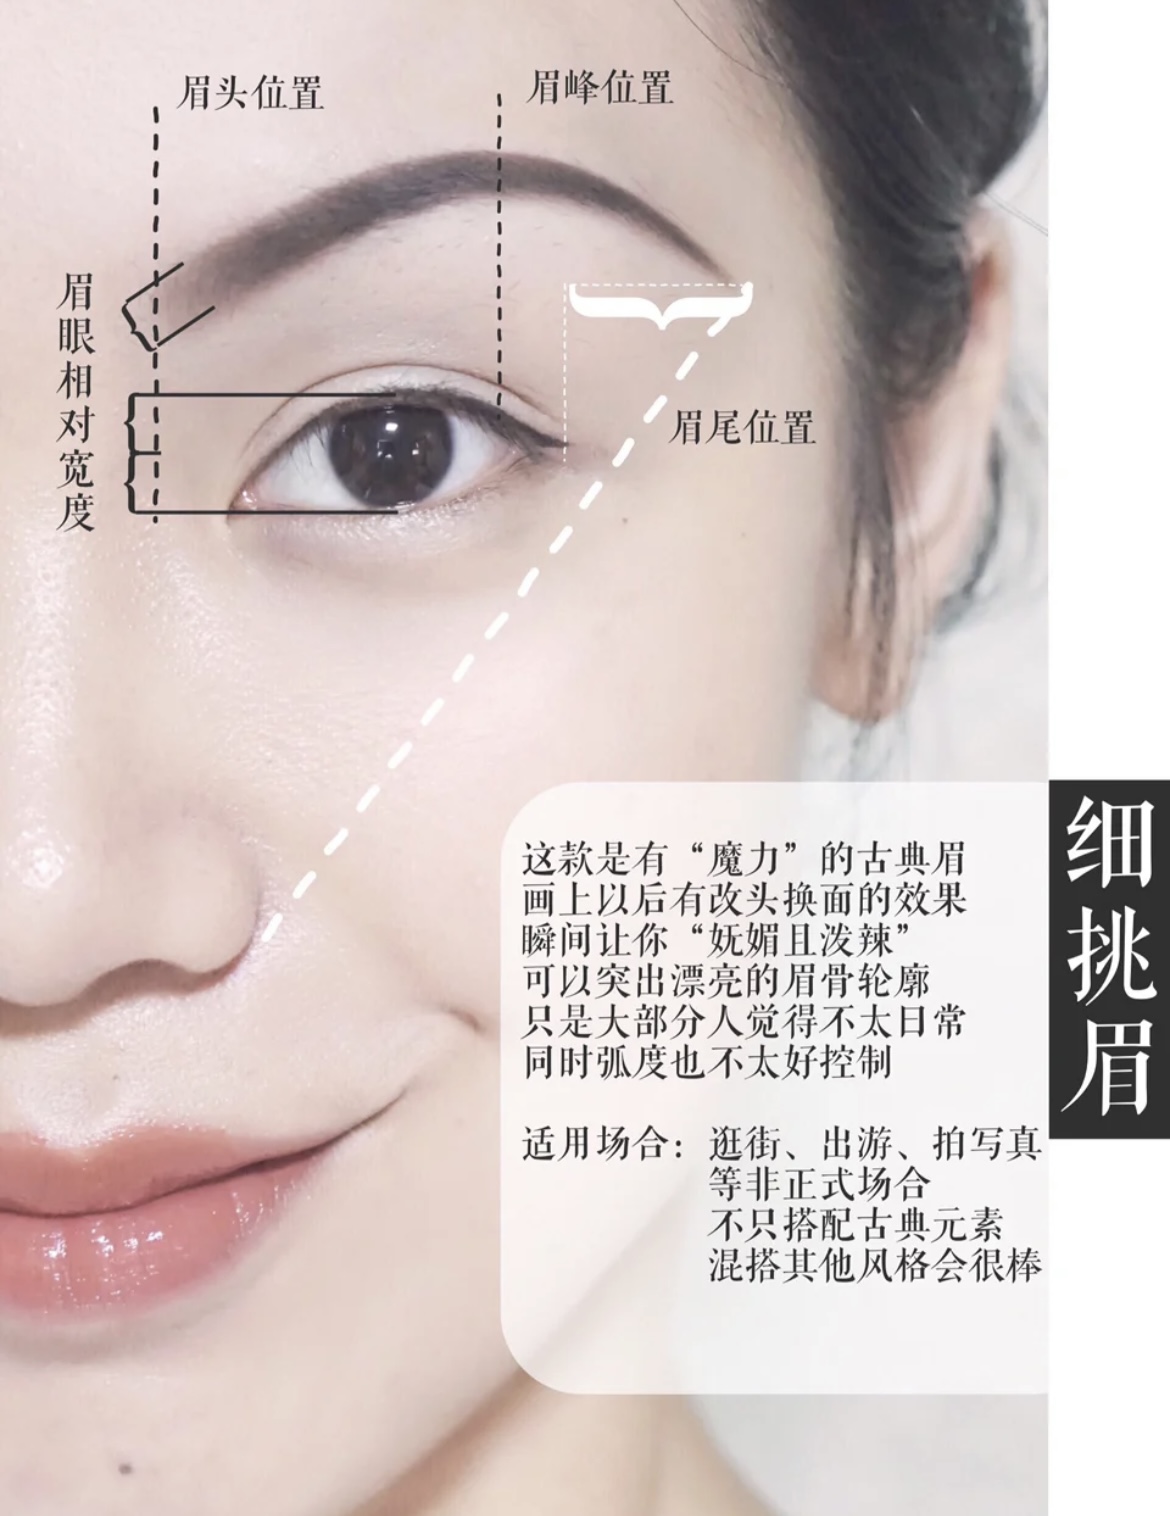 眉头位置
眉峰位置
眉眼相对宽度
眉尾位置
这款是有“魔力”的古典眉
画上以后有改头换面的效果
瞬间让你“妩媚且泼辣”
可以突出漂亮的眉骨轮廓
只是大部分人觉得不太日常
同时弧度也不太好控制
适用场合：逛街、出游、拍写真
等非正式场合
不只搭配古典元素
混搭其他风格会很棒
细挑眉